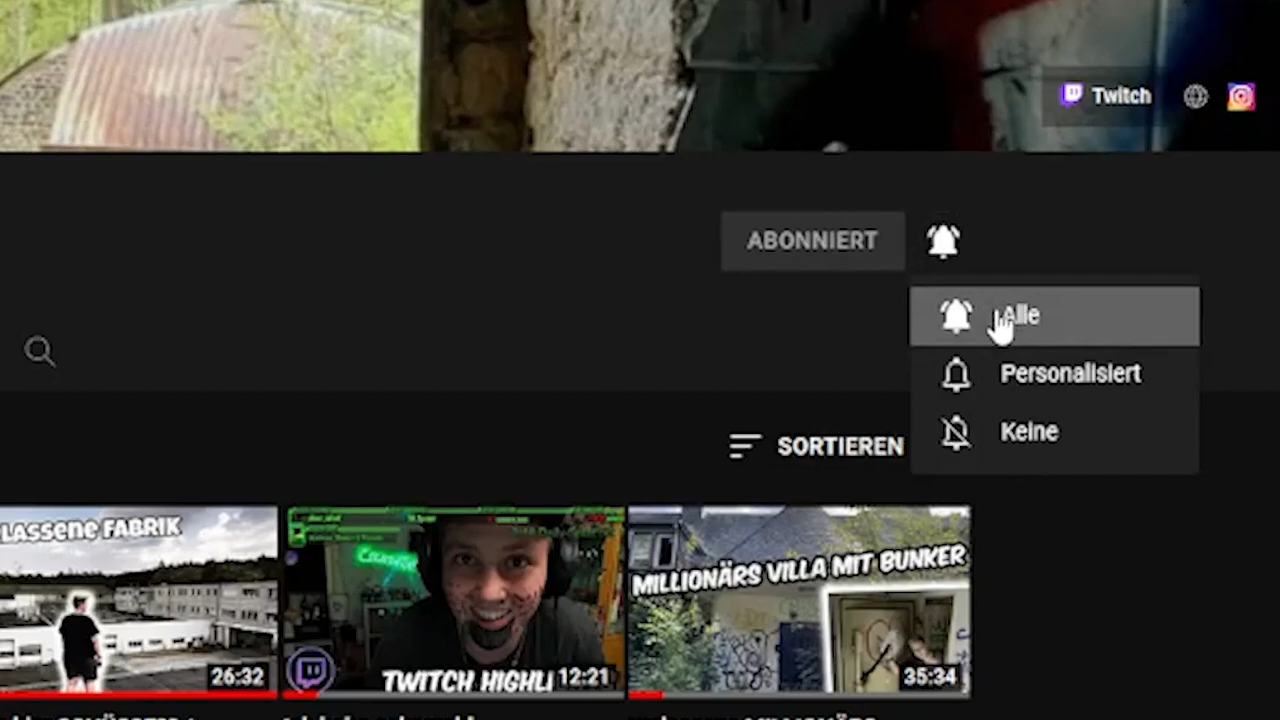 Twitch
ABONNIERT
Alle
Personalisiert
Keine
SORTIEREN
LASSENE FABRIK
26:32
TWITCH HIGHLI
12:21
MILLIONÄRS VILLA MIT BUNKER
35:34